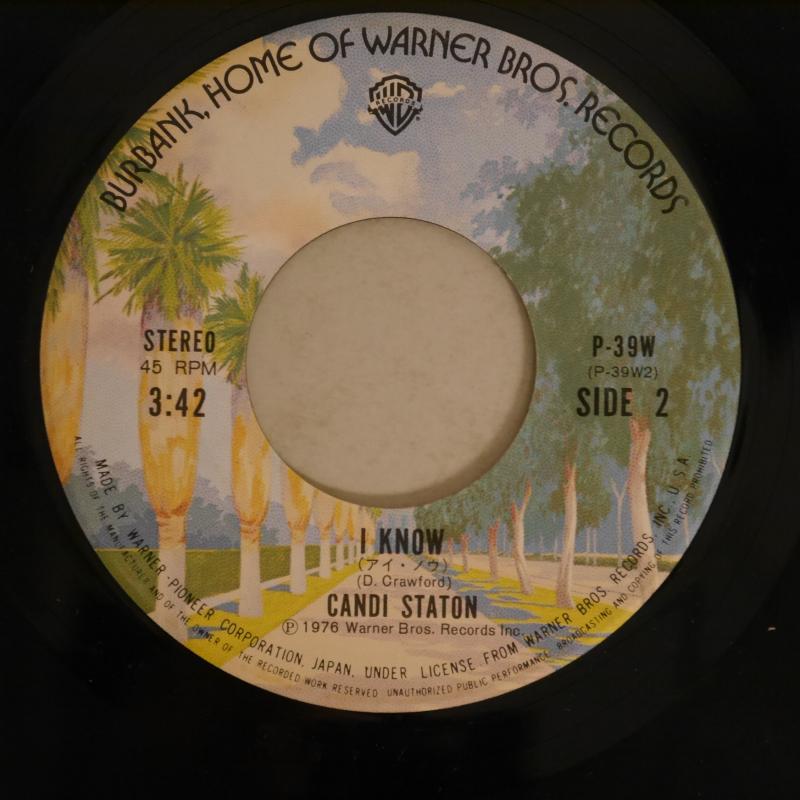 BURBANK, HOME OF WARNER BROS. RECORDS
RECORDS
STEREO
45 RPM
3:42
P-39W
(P-39W2)
SIDE 2
I KNOW
(アイ・ノウ)
(D. Crawford)
CANDI STATON
Ⓟ 1976 Warner Bros. Records Inc.
MADE BY WARNER-PIONEER CORPORATION, JAPAN, UNDER LICENSE FROM WARNER BROS. RECORDS, INC., U.S.A.
ALL RIGHTS OF THE MANUFACTURER AND OF THE OWNER OF THE RECORDED WORK RESERVED UNAUTHORIZED PUBLIC PERFORMANCE BROADCASTING AND COPYING OF THIS RECORD PROHIBITED